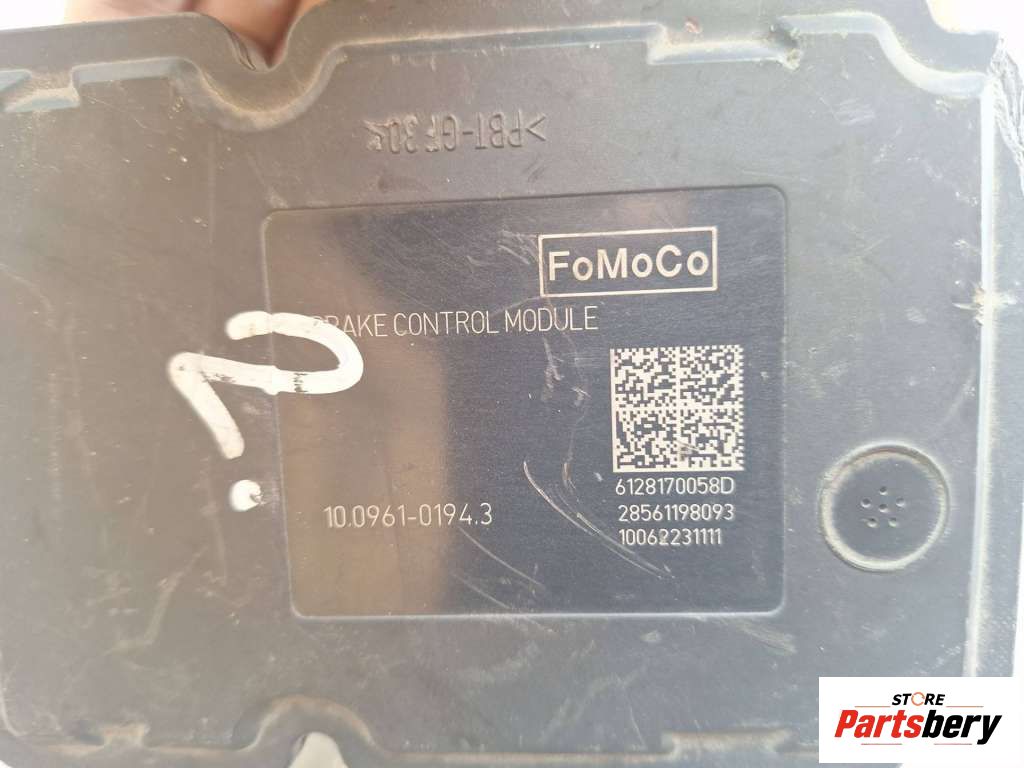 >PBT-GF30<
FoMoCo
BRAKE CONTROL MODULE
6128170058D
10.0961-0194.3
28561198093
10062231111
STORE
Partsbery